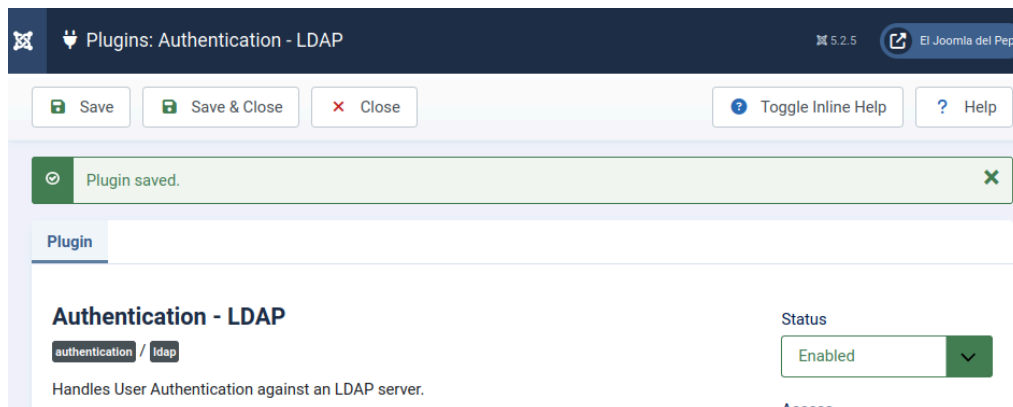 Plugins: Authentication - LDAP
5.2.5
El Joomla del Pep
Save
Save & Close
Close
Toggle Inline Help
? Help
Plugin saved.
Plugin
Authentication - LDAP
Status
authentication / ldap
Enabled
Handles User Authentication against an LDAP server.